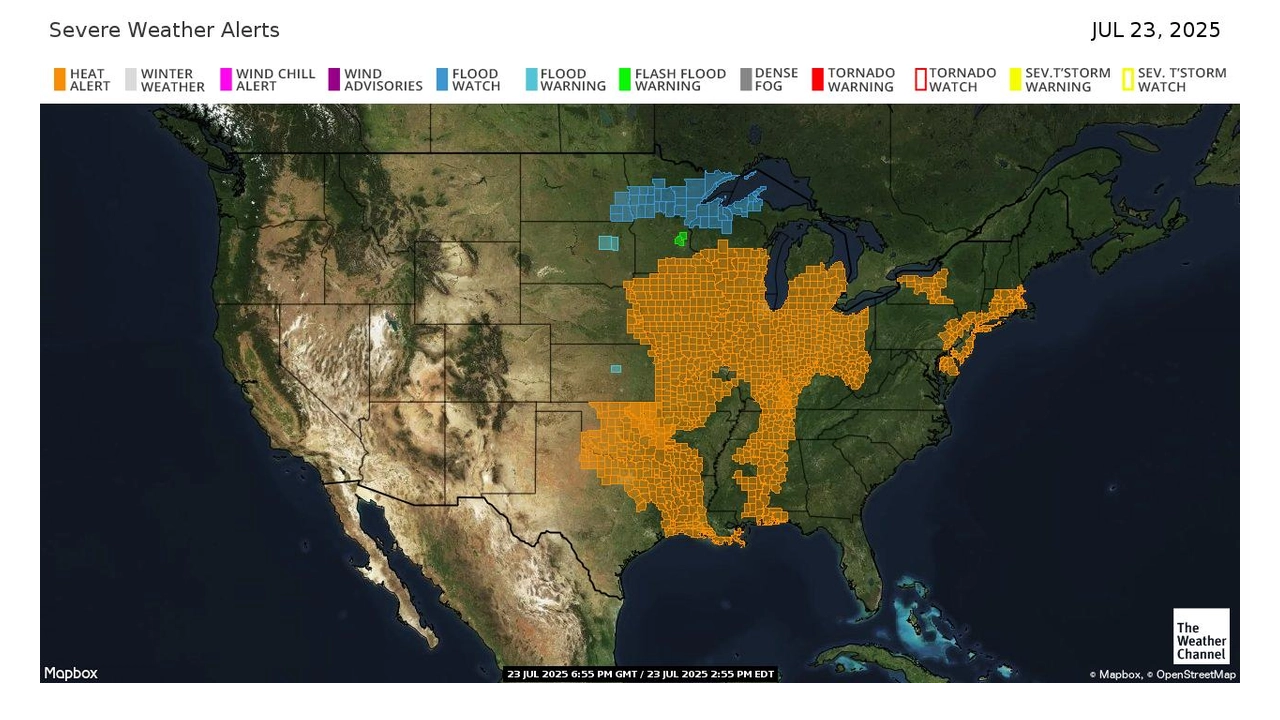 Severe Weather Alerts
JUL 23, 2025
HEAT ALERT
WINTER WEATHER
WIND CHILL ALERT
WIND ADVISORIES
FLOOD WATCH
FLOOD WARNING
FLASH FLOOD WARNING
DENSE FOG
TORNADO WARNING
TORNADO WATCH
SEV.T'STORM WARNING
SEV. T'STORM WATCH
The
Weather
Channel
Mapbox
23 JUL 2025 6:55 PM GMT / 23 JUL 2025 2:55 PM EDT
© Mapbox, © OpenStreetMap